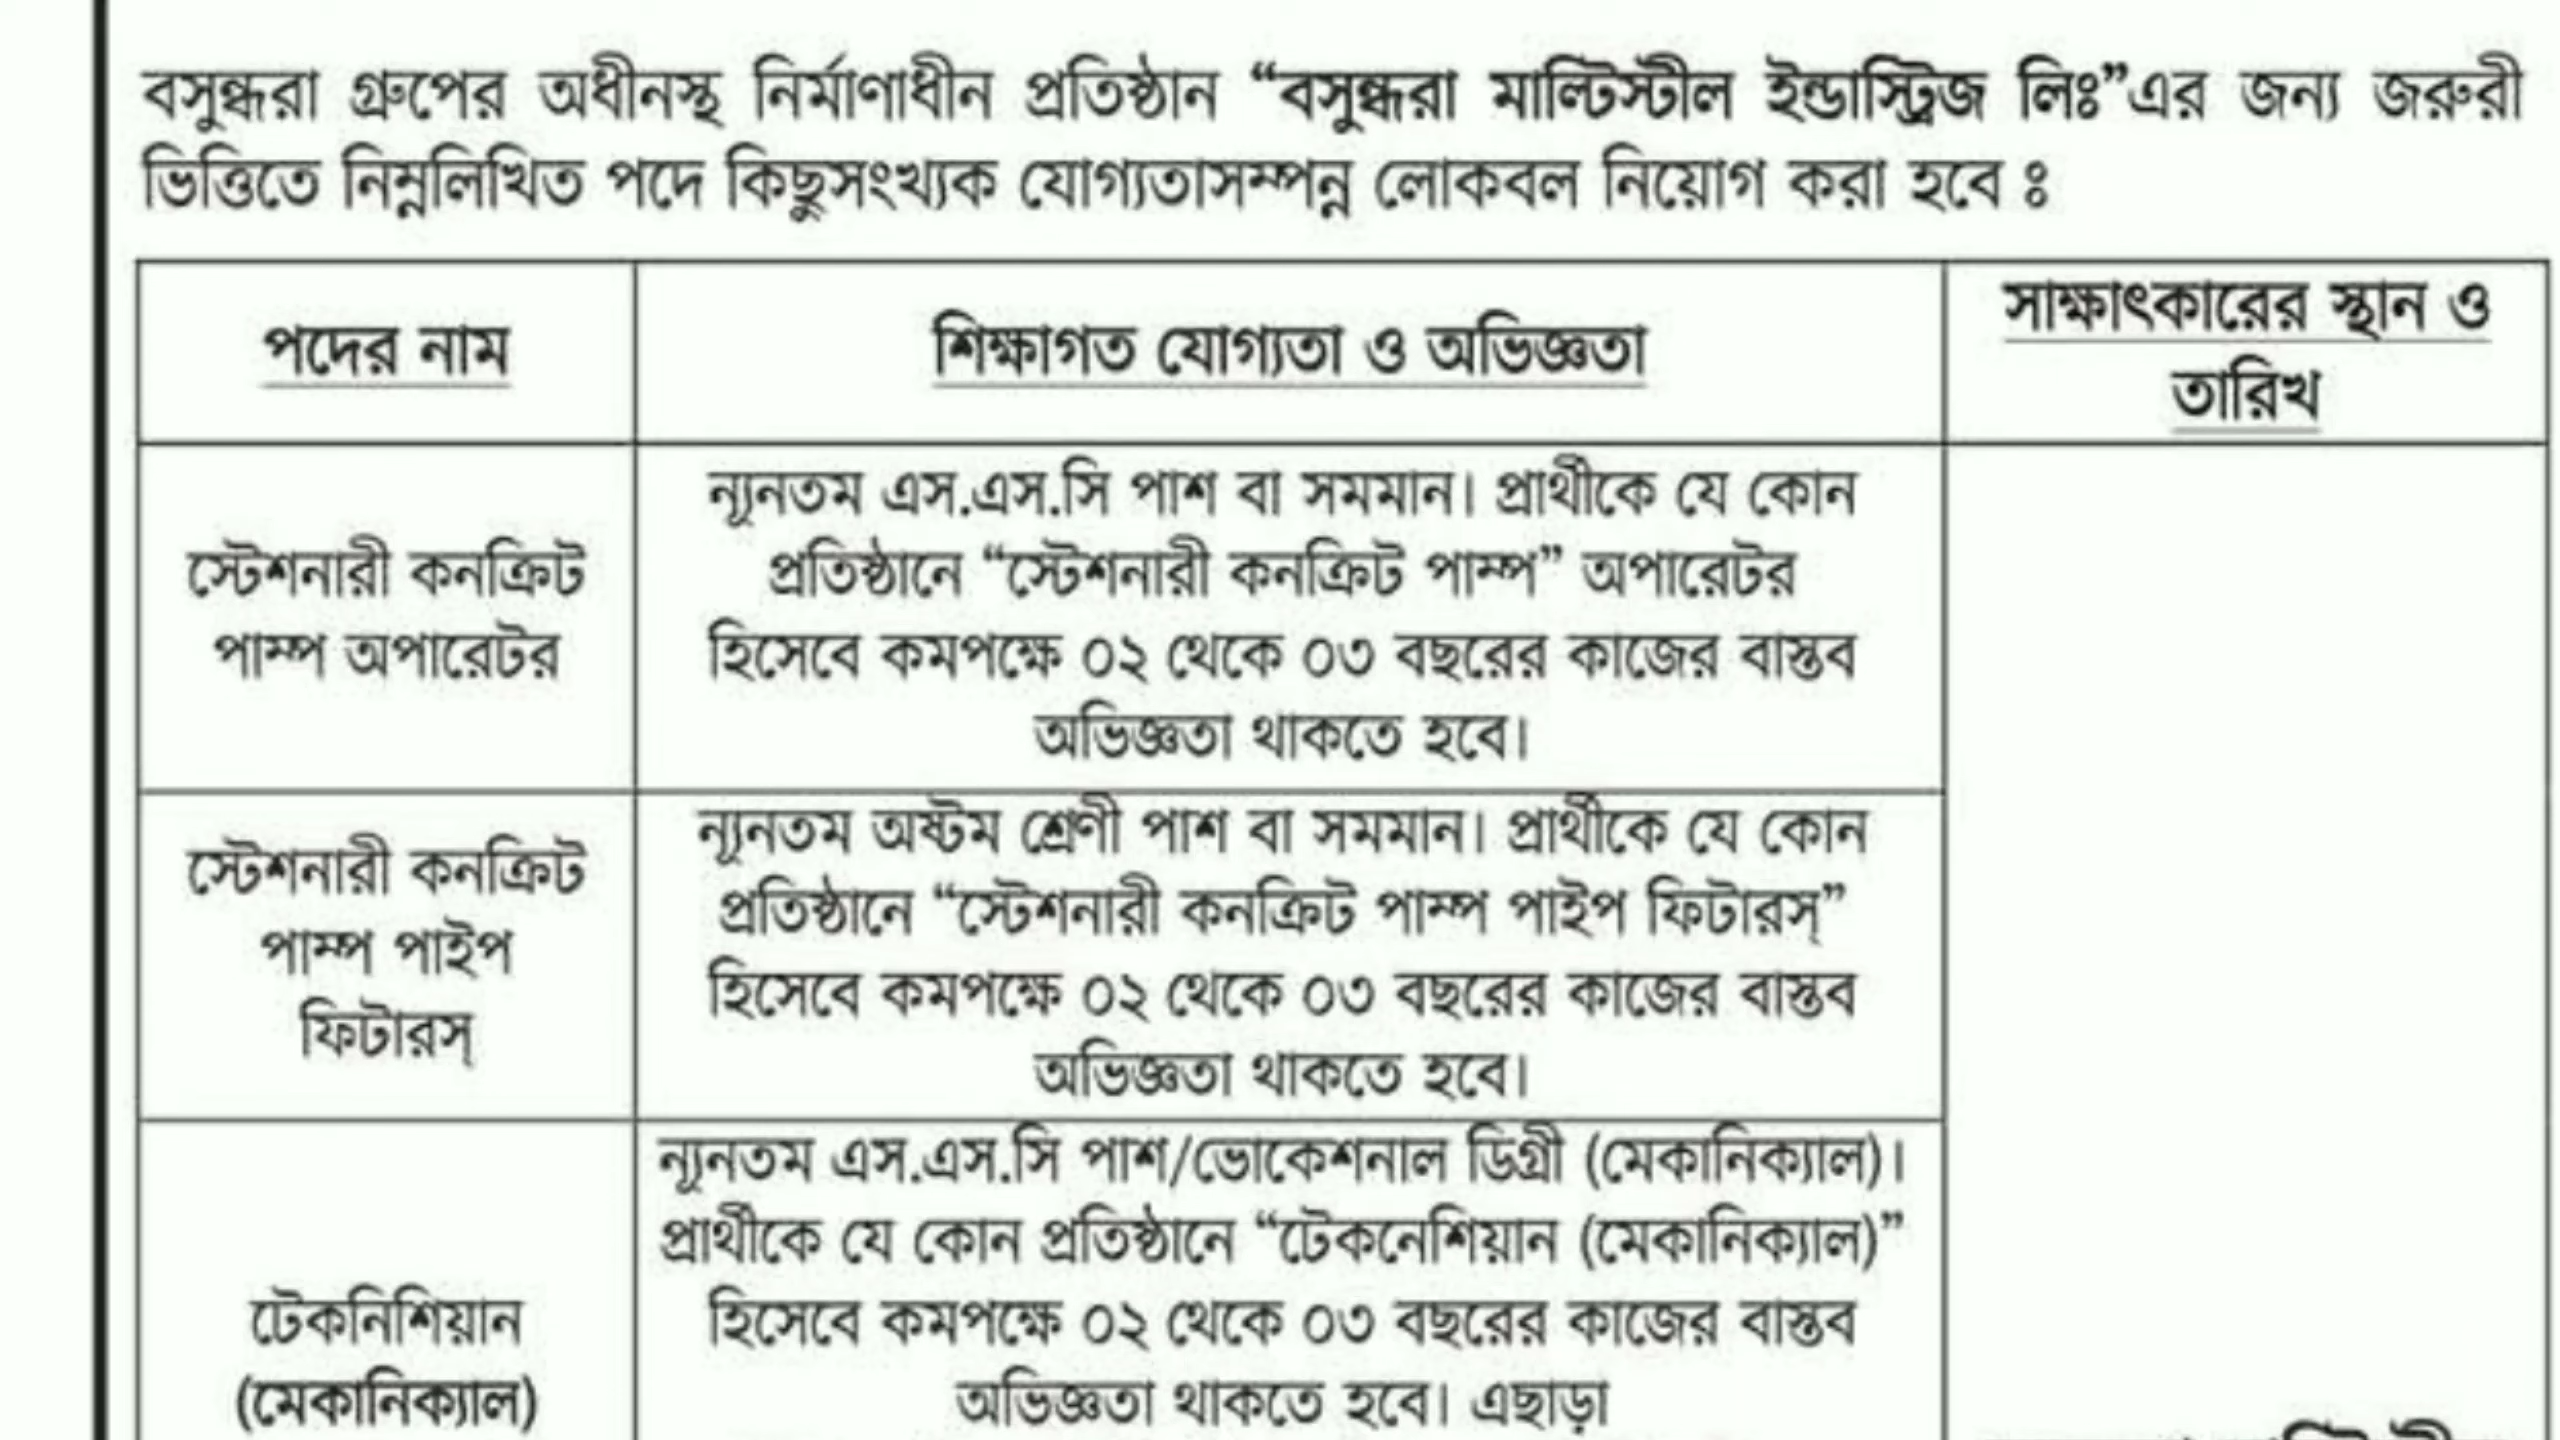 বসুন্ধরা গ্রুপের অধীনস্থ নির্মাণাধীন প্রতিষ্ঠান “বসুন্ধরা মাল্টিস্টীল ইন্ডাস্ট্রিজ লিঃ”এর জন্য জরুরী
ভিত্তিতে নিম্নলিখিত পদে কিছুসংখ্যক যোগ্যতাসম্পন্ন লোকবল নিয়োগ করা হবে ঃ
পদের নাম
শিক্ষাগত যোগ্যতা ও অভিজ্ঞতা
সাক্ষাৎকারের স্থান ও
তারিখ
স্টেশনারী কনক্রিট
পাম্প অপারেটর
ন্যূনতম এস.এস.সি পাশ বা সমমান। প্রার্থীকে যে কোন
প্রতিষ্ঠানে “স্টেশনারী কনক্রিট পাম্প” অপারেটর
হিসেবে কমপক্ষে ০২ থেকে ০৩ বছরের কাজের বাস্তব
অভিজ্ঞতা থাকতে হবে।
স্টেশনারী কনক্রিট
পাম্প পাইপ
ফিটারস্
ন্যূনতম অষ্টম শ্রেণী পাশ বা সমমান। প্রার্থীকে যে কোন
প্রতিষ্ঠানে “স্টেশনারী কনক্রিট পাম্প পাইপ ফিটারস্”
হিসেবে কমপক্ষে ০২ থেকে ০৩ বছরের কাজের বাস্তব
অভিজ্ঞতা থাকতে হবে।
টেকনিশিয়ান
(মেকানিক্যাল)
ন্যূনতম এস.এস.সি পাশ/ভোকেশনাল ডিগ্রী (মেকানিক্যাল)।
প্রার্থীকে যে কোন প্রতিষ্ঠানে “টেকনেশিয়ান (মেকানিক্যাল)”
হিসেবে কমপক্ষে ০২ থেকে ০৩ বছরের কাজের বাস্তব
অভিজ্ঞতা থাকতে হবে। এছাড়া